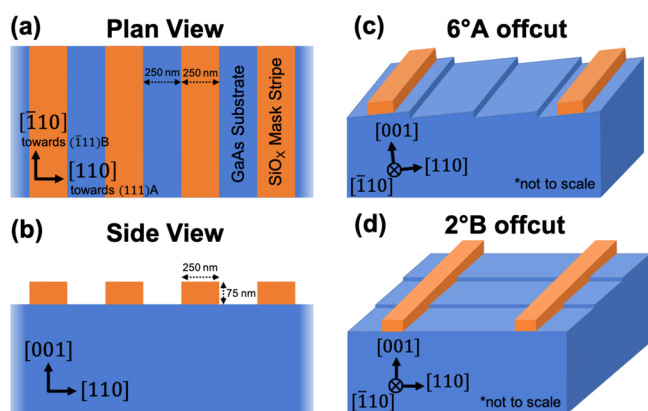 (a) Plan View
250 nm 250 nm
GaAs Substrate
SiOₓ Mask Stripe
[1̅10]
towards (1̅11)B
[110]
towards (111)A
(b) Side View
250 nm
75 nm
[001]
[110]
(c) 6°A offcut
[001]
[110]
[1̅10]
*not to scale
(d) 2°B offcut
[001]
[110]
[1̅10]
*not to scale